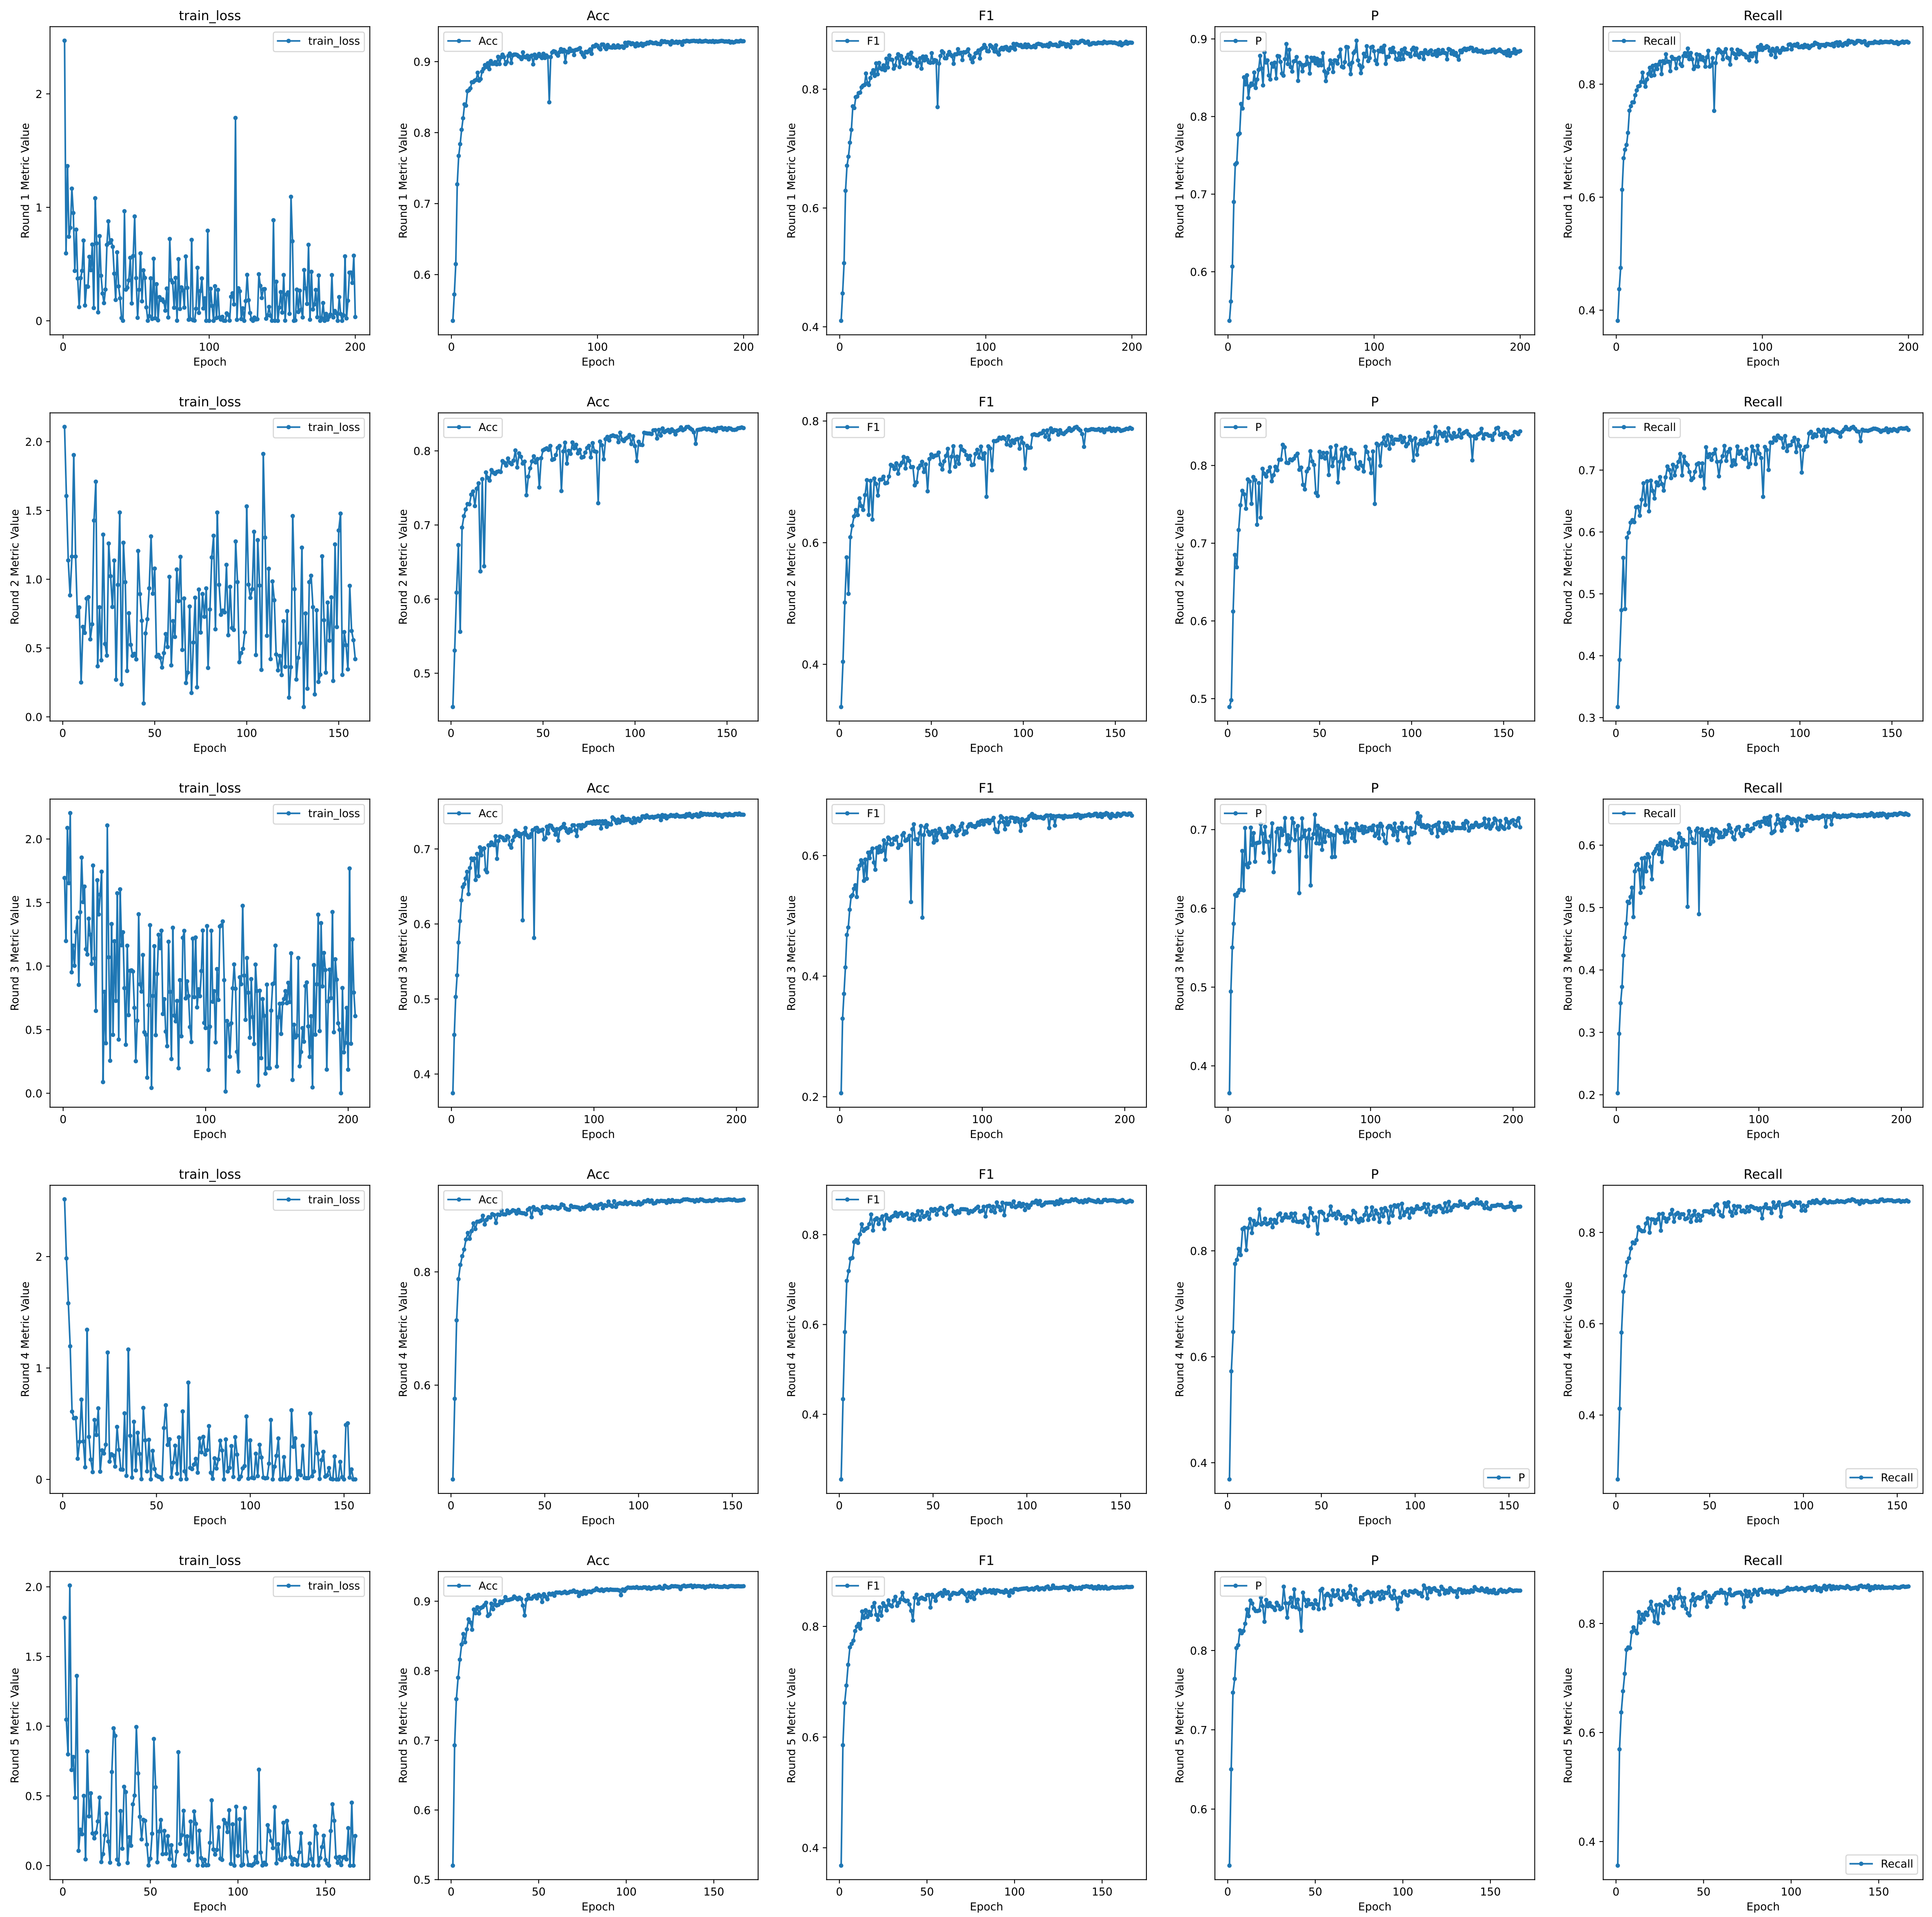 train_loss Acc F1 P Recall
train_loss Acc F1 P Recall
Round 1 Metric Value Round 1 Metric Value Round 1 Metric Value Round 1 Metric Value Round 1 Metric Value
2 0.9 0.8 0.9 0.8
1 0.8 0.6 0.8 0.6
0 0.7 0.4 0.7 0.4
0.6 0.6
0 100 200 0 100 200 0 100 200 0 100 200 0 100 200
Epoch Epoch Epoch Epoch Epoch
train_loss Acc F1 P Recall
train_loss Acc F1 P Recall
Round 2 Metric Value Round 2 Metric Value Round 2 Metric Value Round 2 Metric Value Round 2 Metric Value
2.0 0.8 0.8 0.8 0.7
1.5 0.7 0.6 0.7 0.6
1.0 0.6 0.4 0.6 0.5
0.5 0.5 0.5 0.4
0.0 0.3
0 50 100 150 0 50 100 150 0 50 100 150 0 50 100 150 0 50 100 150
Epoch Epoch Epoch Epoch Epoch
train_loss Acc F1 P Recall
train_loss Acc F1 P Recall
Round 3 Metric Value Round 3 Metric Value Round 3 Metric Value Round 3 Metric Value Round 3 Metric Value
2.0 0.7 0.6 0.7 0.6
1.5 0.6 0.4 0.6 0.5
1.0 0.5 0.2 0.5 0.4
0.5 0.4 0.4 0.3
0.0 0.2
0 100 200 0 100 200 0 100 200 0 100 200 0 100 200
Epoch Epoch Epoch Epoch Epoch
train_loss Acc F1 P Recall
train_loss Acc F1 P Recall
Round 4 Metric Value Round 4 Metric Value Round 4 Metric Value Round 4 Metric Value Round 4 Metric Value
2 0.8 0.8 0.8 0.8
1 0.6 0.6 0.6 0.6
0 0.4 0.4 0.4
0 50 100 150 0 50 100 150 0 50 100 150 0 50 100 150 0 50 100 150
Epoch Epoch Epoch Epoch Epoch
train_loss Acc F1 P Recall
train_loss Acc F1 P Recall
Round 5 Metric Value Round 5 Metric Value Round 5 Metric Value Round 5 Metric Value Round 5 Metric Value
2.0 0.9 0.8 0.8 0.8
1.5 0.8 0.6 0.7 0.6
1.0 0.7 0.4 0.6 0.4
0.5 0.6
0.0 0.5
0 50 100 150 0 50 100 150 0 50 100 150 0 50 100 150 0 50 100 150
Epoch Epoch Epoch Epoch Epoch